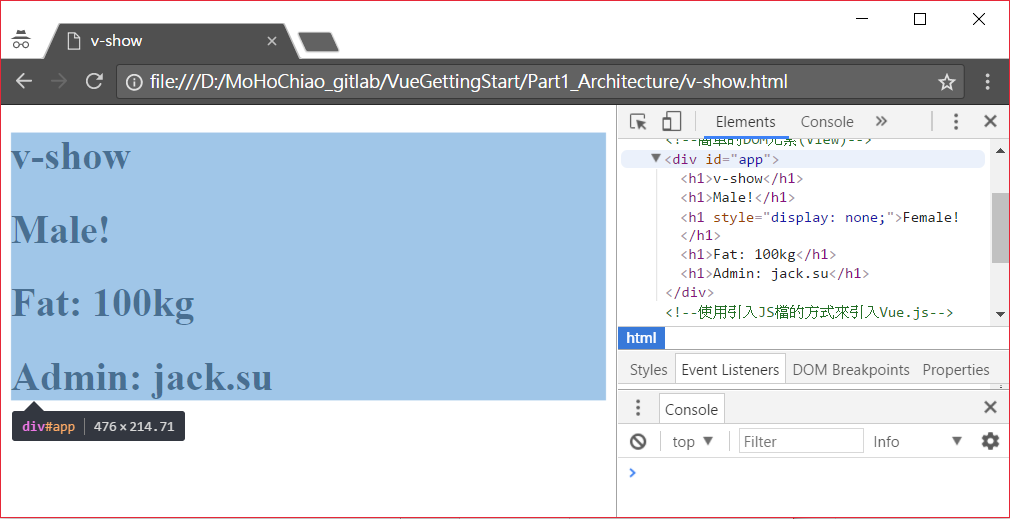 v-show
file:///D:/MoHoChiao_gitlab/VueGettingStart/Part1_Architecture/v-show.html
v-show
Male!
Fat: 100kg
Admin: jack.su
div#app 476 × 214.71
Elements Console
<!--簡單的DOM元素(View)-->
<div id="app">
<h1>v-show</h1>
<h1>Male!</h1>
<h1 style="display: none;">Female!
</h1>
<h1>Fat: 100kg</h1>
<h1>Admin: jack.su</h1>
</div>
<!--使用引入JS檔的方式來引入Vue.js-->
html
Styles Event Listeners DOM Breakpoints Properties
Console
top Filter Info